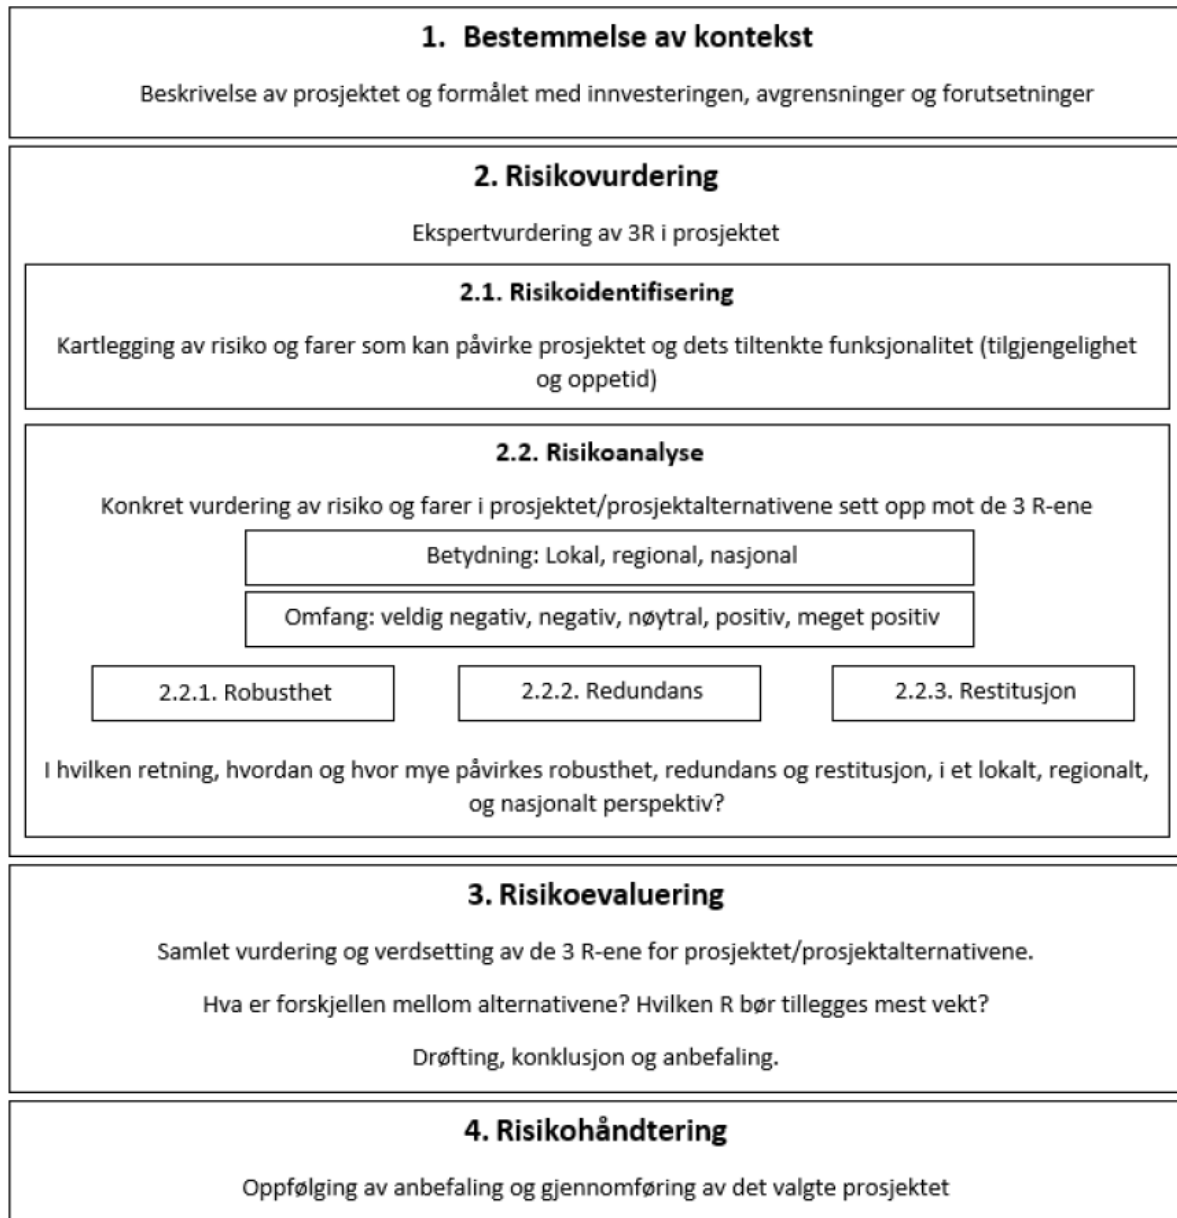 1. Bestemmelse av kontekst
Beskrivelse av prosjektet og formålet med innvesteringen, avgrensninger og forutsetninger
2. Risikovurdering
Ekspertvurdering av 3R i prosjektet
2.1. Risikoidentifisering
Kartlegging av risiko og farer som kan påvirke prosjektet og dets tiltenkte funksjonalitet (tilgjengelighet
og oppetid)
2.2. Risikoanalyse
Konkret vurdering av risiko og farer i prosjektet/prosjektalternativene sett opp mot de 3 R-ene
Betydning: Lokal, regional, nasjonal
Omfang: veldig negativ, negativ, nøytral, positiv, meget positiv
2.2.1. Robusthet
2.2.2. Redundans
2.2.3. Restitusjon
I hvilken retning, hvordan og hvor mye påvirkes robusthet, redundans og restitusjon, i et lokalt, regionalt,
og nasjonalt perspektiv?
3. Risikoevaluering
Samlet vurdering og verdsetting av de 3 R-ene for prosjektet/prosjektalternativene.
Hva er forskjellen mellom alternativene? Hvilken R bør tillegges mest vekt?
Drøfting, konklusjon og anbefaling.
4. Risikohåndtering
Oppfølging av anbefaling og gjennomføring av det valgte prosjektet